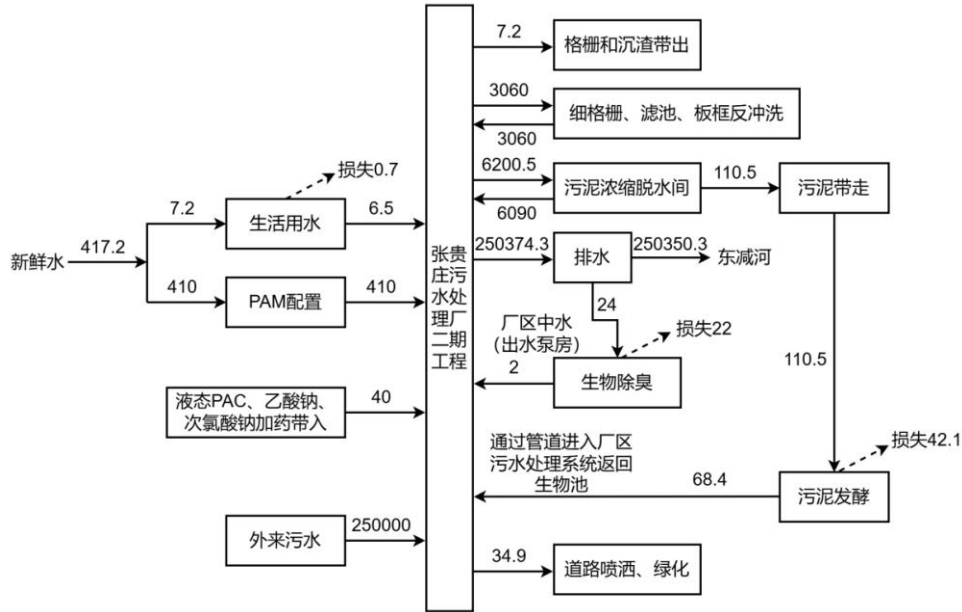 7.2
格栅和沉渣带出
3060
细格栅、滤池、板框反冲洗
3060
损失0.7
6200.5
污泥浓缩脱水间
110.5
污泥带走
6090
7.2
生活用水
6.5
新鲜水
417.2
250374.3
排水
250350.3
东减河
410
PAM配置
410
24
张贵
庄污
水处
理厂
二期
工程
厂区中水
（出水泵房）
2
损失22
生物除臭
110.5
液态PAC、乙酸钠、
次氯酸钠加药带入
40
通过管道进入厂区
污水处理系统返回
生物池
68.4
损失42.1
污泥发酵
外来污水
250000
34.9
道路喷洒、绿化